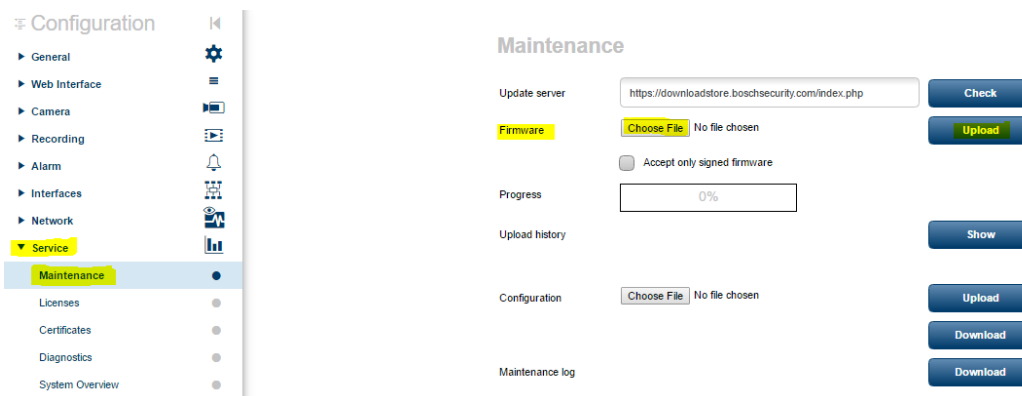 Configuration
General
Web Interface
Camera
Recording
Alarm
Interfaces
Network
Service
Maintenance
Licenses
Certificates
Diagnostics
System Overview
Maintenance
Update server https://downloadstore.boschsecurity.com/index.php Check
Firmware Choose File No file chosen Upload
Accept only signed firmware
Progress 0%
Upload history Show
Configuration Choose File No file chosen Upload
Download
Maintenance log Download